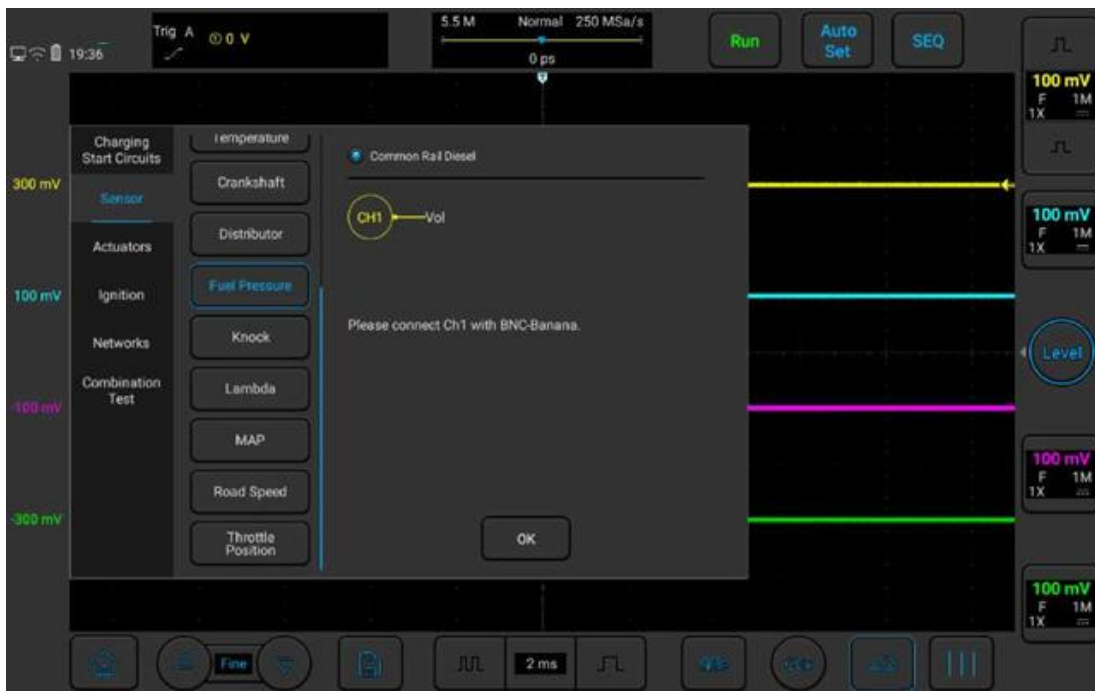 19:36
Trig A ① 0 V
5.5 M Normal 250 MSa/s
0 ps
Run
Auto
Set
SEQ
T
100 mV
F 1M
1X
100 mV
F 1M
1X
Level
100 mV
F 1M
1X
100 mV
F 1M
1X
300 mV
100 mV
-100 mV
-300 mV
Charging
Start Circuits
Sensor
Actuators
Ignition
Networks
Combination
Test
Temperature
Crankshaft
Distributor
Fuel Pressure
Knock
Lambda
MAP
Road Speed
Throttle
Position
Common Rail Diesel
CH1 Vol
Please connect Ch1 with BNC-Banana.
OK
Fine
2 ms